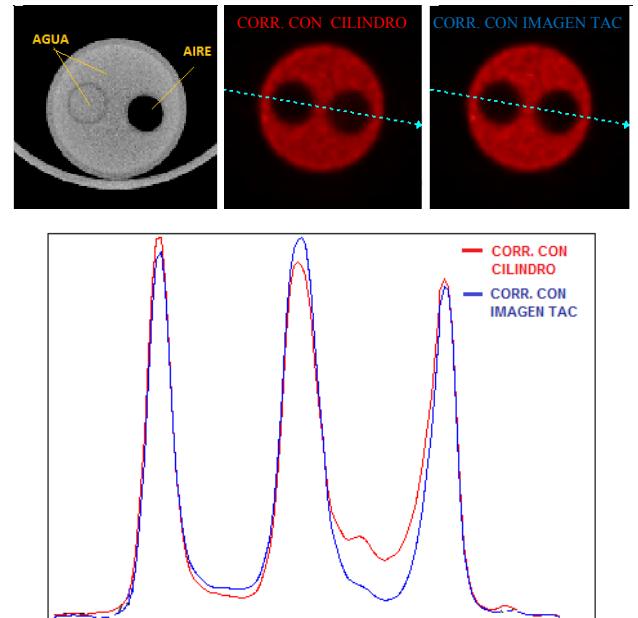 AGUA
AIRE
CORR. CON CILINDRO
CORR. CON IMAGEN TAC
CORR. CON
CILINDRO
CORR. CON
IMAGEN TAC